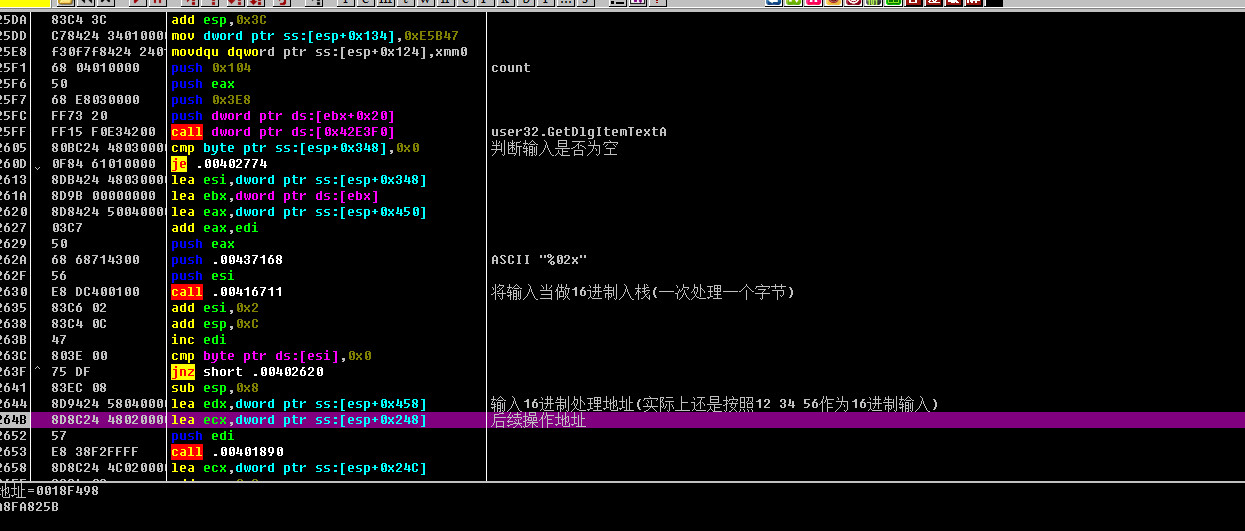 25DA 83C4 3C add esp,0x3C
25DD C78424 34010000 mov dword ptr ss:[esp+0x134],0xE5B47
25E8 f30f7f8424 240 movdqu dqword ptr ss:[esp+0x124],xmm0
25F1 68 04010000 push 0x104 count
25F6 50 push eax
25F7 68 E8030000 push 0x3E8
25FC FF73 20 push dword ptr ds:[ebx+0x20]
25FF FF15 F0E34200 call dword ptr ds:[0x42E3F0] user32.GetDlgItemTextA
2605 80BC24 48030000 cmp byte ptr ss:[esp+0x348],0x0 判断输入是否为空
260D 0F84 61010000 je .00402774
2613 8DB424 48030000 lea esi,dword ptr ss:[esp+0x348]
261A 8D9B 00000000 lea ebx,dword ptr ds:[ebx]
2620 8D8424 50040000 lea eax,dword ptr ss:[esp+0x450]
2627 03C7 add eax,edi
2629 50 push eax
262A 68 68714300 push .00437168 ASCII "%02x"
262F 56 push esi
2630 E8 DC400100 call .00416711 将输入当做16进制入栈(一次处理一个字节)
2635 83C6 02 add esi,0x2
2638 83C4 0C add esp,0xC
263B 47 inc edi
263C 803E 00 cmp byte ptr ds:[esi],0x0
263F 75 DF jnz short .00402620
2641 83EC 08 sub esp,0x8
2644 8D9424 58040000 lea edx,dword ptr ss:[esp+0x458] 输入16进制处理地址(实际上还是按照12 34 56作为16进制输入)
264B 8D8C24 48020000 lea ecx,dword ptr ss:[esp+0x248] 后续操作地址
2652 57 push edi
2653 E8 38F2FFFF call .00401890
2658 8D8C24 4C020000 lea ecx,dword ptr ss:[esp+0x24C]
地址=0018F498
A8FA825B